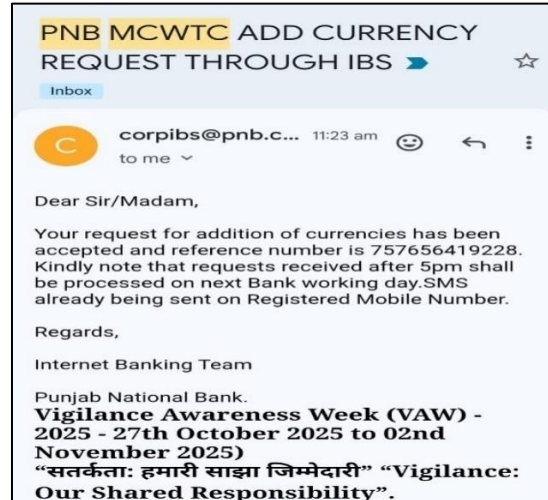 PNB MCWTC ADD CURRENCY
REQUEST THROUGH IBS
Inbox
C
corpibs@pnb.c... 11:23 am
to me
Dear Sir/Madam,
Your request for addition of currencies has been
accepted and reference number is 757656419228.
Kindly note that requests received after 5pm shall
be processed on next Bank working day.SMS
already being sent on Registered Mobile Number.
Regards,
Internet Banking Team
Punjab National Bank.
Vigilance Awareness Week (VAW) -
2025 - 27th October 2025 to 02nd
November 2025)
“सतर्कता: हमारी साझा जिम्मेदारी” “Vigilance:
Our Shared Responsibility”.